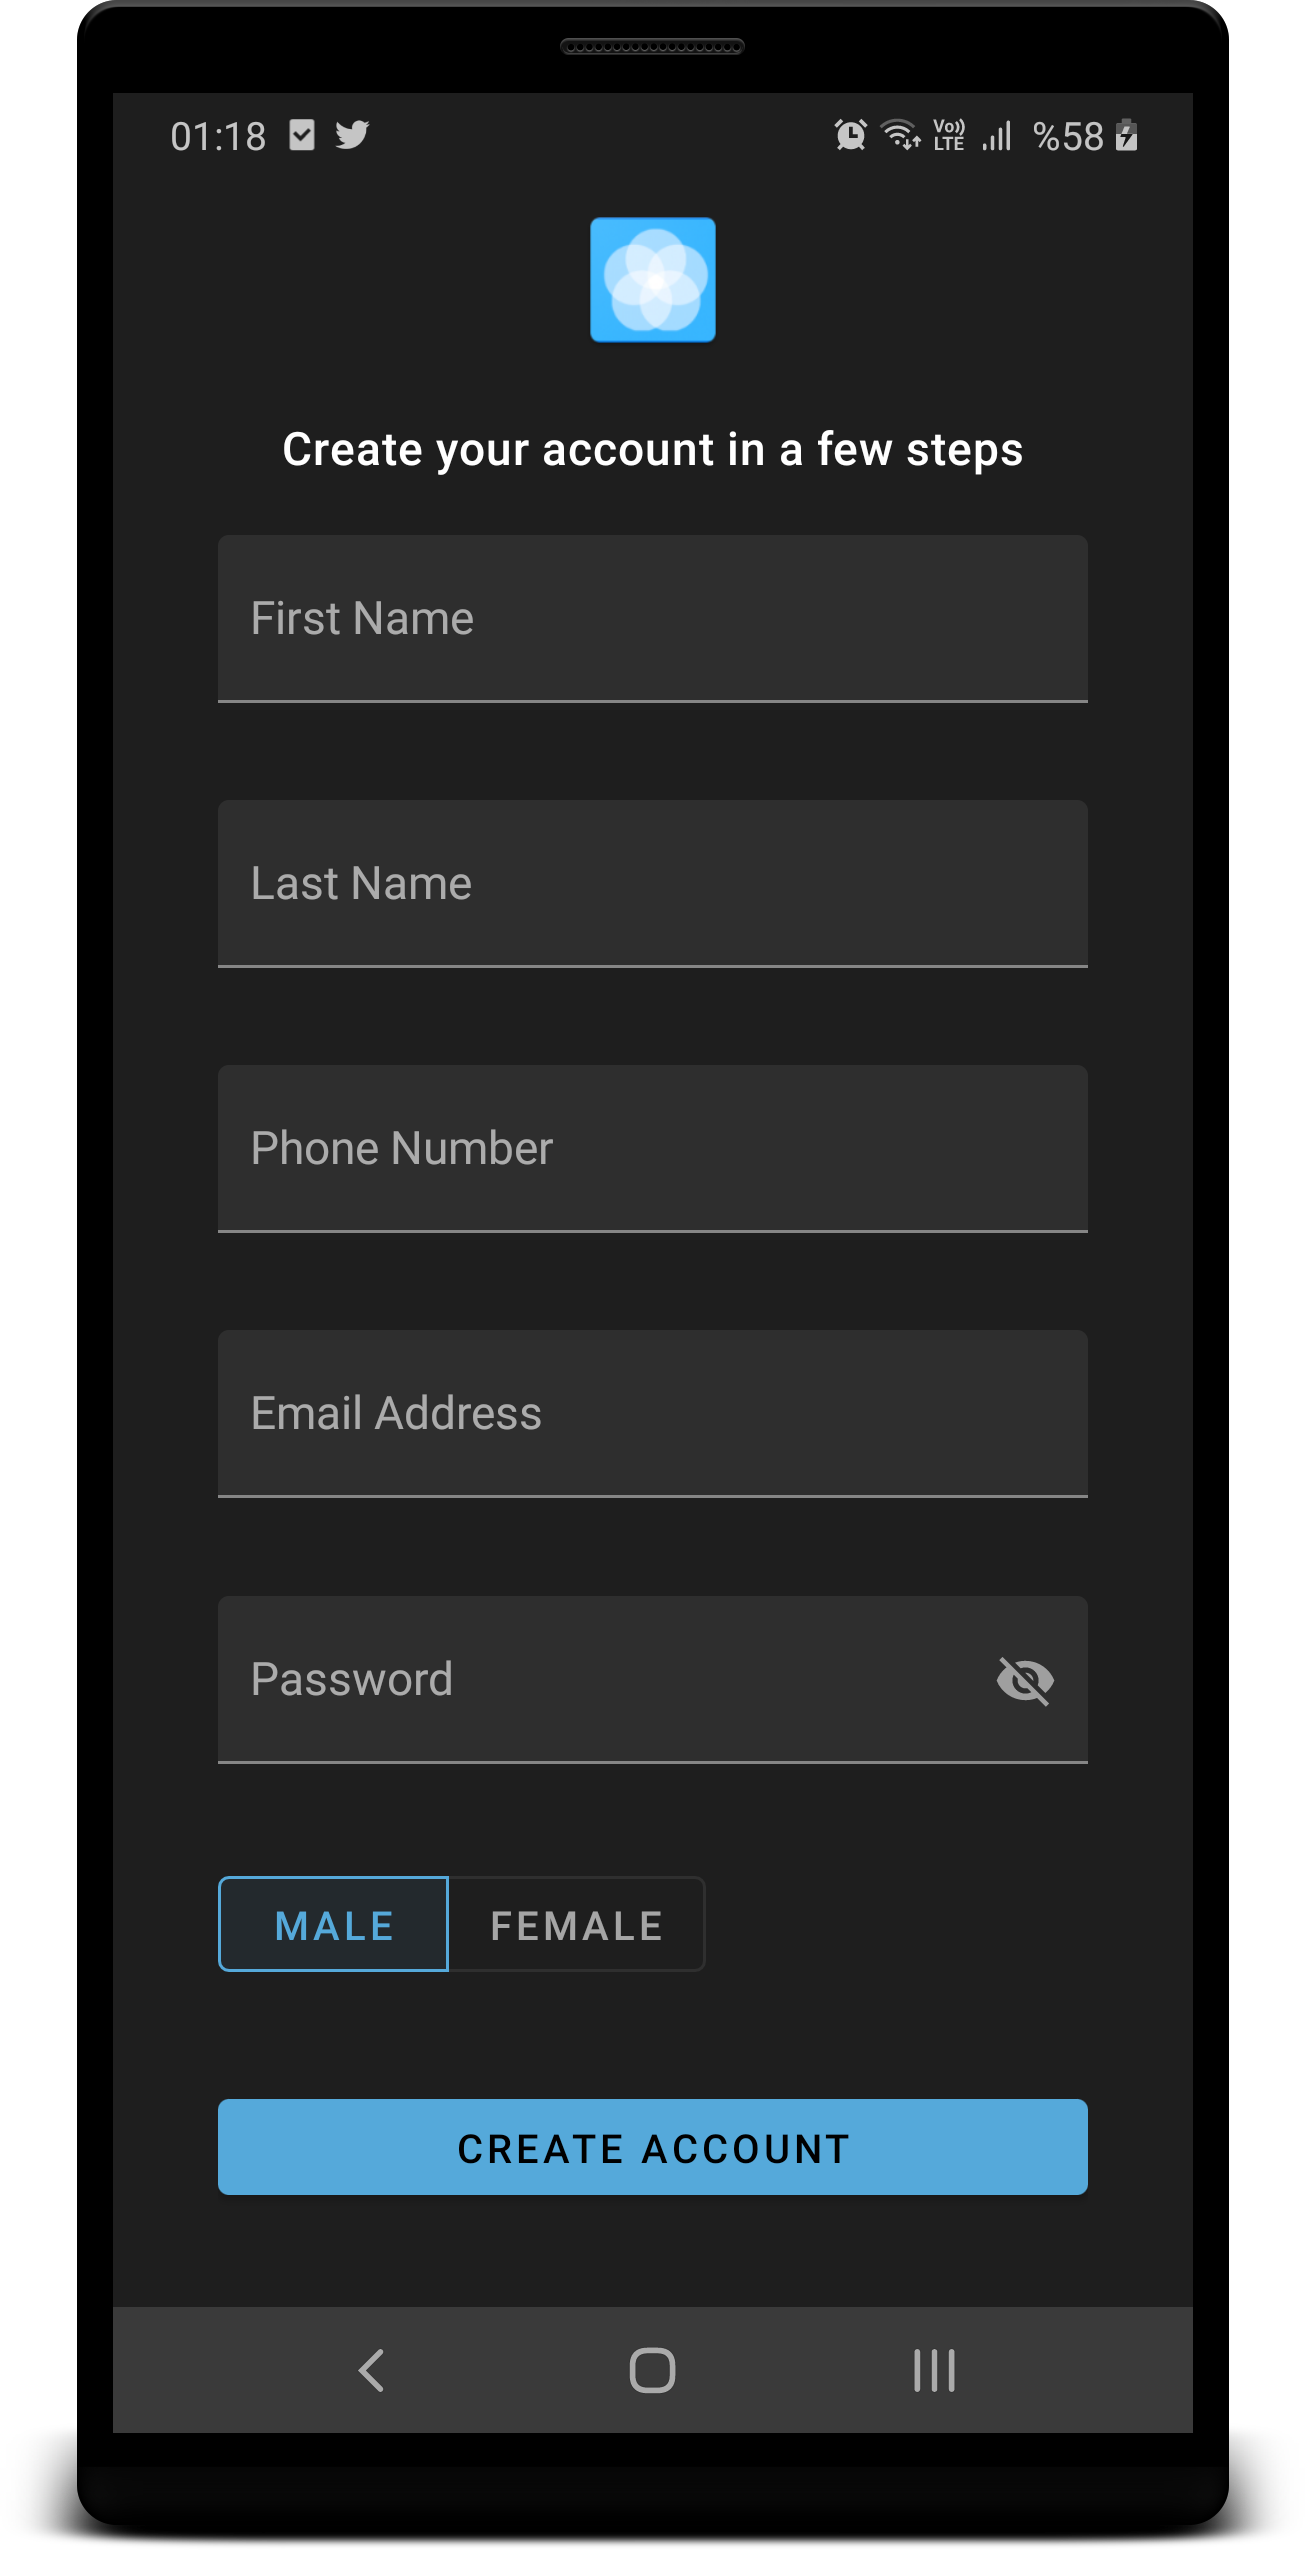 01:18 Vo)) LTE %58
Create your account in a few steps
First Name
Last Name
Phone Number
Email Address
Password
MALE FEMALE
CREATE ACCOUNT